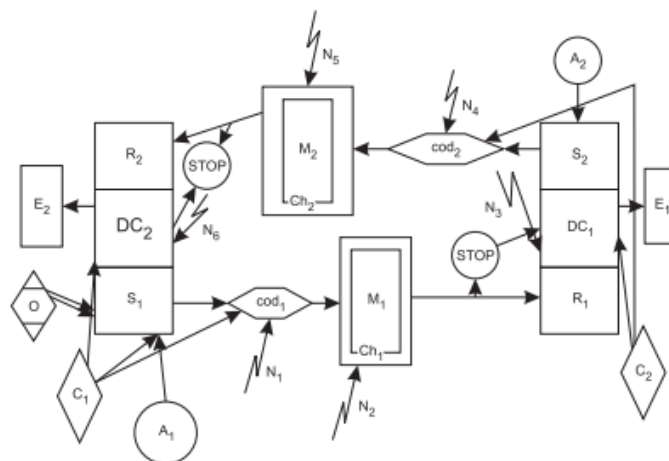 N₅
A₂
N₄
R₂
STOP
M₂
cod₂
S₂
Ch₂
N₃
E₂
DC₂
N₆
DC₁
E₁
STOP
O
S₁
cod₁
M₁
R₁
Ch₁
C₁
N₁
C₂
N₂
A₁